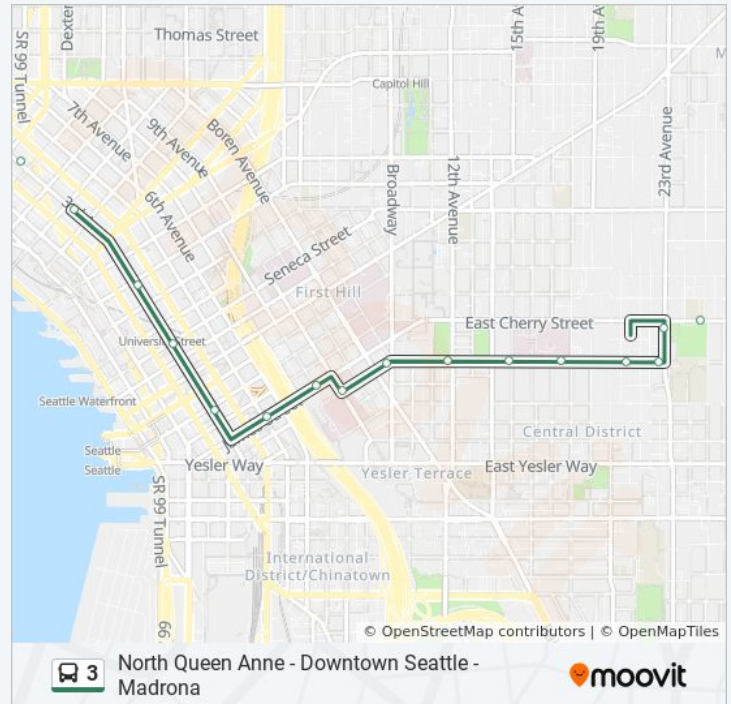 Dexter
Thomas Street
15th A
19th A
SR 99 Tunnel
Capitol Hill
7th Avenue
9th Avenue
Boren Avenue
23rd Avenue
Broadway
12th Avenue
6th Avenue
Seneca Street
First Hill
East Cherry Street
University Street
Seattle Waterfront
Central District
Seattle
Seattle
Yesler Way
Yesler Terrace
East Yesler Way
SR 99 Tunnel
International
District/Chinatown
99
© OpenStreetMap contributors | © OpenMapTiles
3
North Queen Anne - Downtown Seattle -
Madrona
moovit